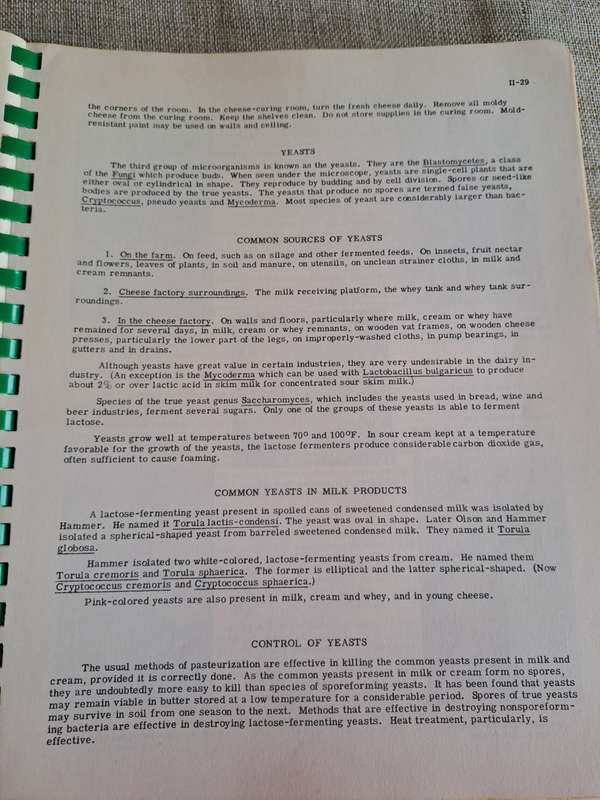 II-29
the corners of the room. In the cheese-curing room, turn the fresh cheese daily. Remove all moldy
cheese from the curing room. Keep the shelves clean. Do not store supplies in the curing room. Mold-
resistant paint may be used on walls and ceiling.
YEASTS
The third group of microorganisms is known as the yeasts. They are the Blastomycetes, a class
of the Fungi which produce buds. When seen under the microscope, yeasts are single-cell plants that are
either oval or cylindrical in shape. They reproduce by budding and by cell division. Spores or seed-like
bodies are produced by the true yeasts. The yeasts that produce no spores are termed false yeasts,
Cryptococcus, pseudo yeasts and Mycoderma. Most species of yeast are considerably larger than bac-
teria.
COMMON SOURCES OF YEASTS
1. On the farm. On feed, such as on silage and other fermented feeds. On insects, fruit nectar
and flowers, leaves of plants, in soil and manure, on utensils, on unclean strainer cloths, in milk and
cream remnants.
2. Cheese factory surroundings. The milk receiving platform, the whey tank and whey tank sur-
roundings.
3. In the cheese factory. On walls and floors, particularly where milk, cream or whey have
remained for several days, in milk, cream or whey remnants, on wooden vat frames, on wooden cheese
presses, particularly the lower part of the legs, on improperly-washed cloths, in pump bearings, in
gutters and in drains.
Although yeasts have great value in certain industries, they are very undesirable in the dairy in-
dustry. (An exception is the Mycoderma which can be used with Lactobacillus bulgaricus to produce
about 2% or over lactic acid in skim milk for concentrated sour skim milk.)
Species of the true yeast genus Saccharomyces, which includes the yeasts used in bread, wine and
beer industries, ferment several sugars. Only one of the groups of these yeasts is able to ferment
lactose.
Yeasts grow well at temperatures between 70° and 100°F. In sour cream kept at a temperature
favorable for the growth of the yeasts, the lactose fermenters produce considerable carbon dioxide gas,
often sufficient to cause foaming.
COMMON YEASTS IN MILK PRODUCTS
A lactose-fermenting yeast present in spoiled cans of sweetened condensed milk was isolated by
Hammer. He named it Torula lactis-condensi. The yeast was oval in shape. Later Olson and Hammer
isolated a spherical-shaped yeast from barreled sweetened condensed milk. They named it Torula
globosa.
Hammer isolated two white-colored, lactose-fermenting yeasts from cream. He named them
Torula cremoris and Torula sphaerica. The former is elliptical and the latter spherical-shaped. (Now
Cryptococcus cremoris and Cryptococcus sphaerica.)
Pink-colored yeasts are also present in milk, cream and whey, and in young cheese.
CONTROL OF YEASTS
The usual methods of pasteurization are effective in killing the common yeasts present in milk and
cream, provided it is correctly done. As the common yeasts present in milk or cream form no spores,
they are undoubtedly more easy to kill than species of sporeforming yeasts. It has been found that yeasts
may remain viable in butter stored at a low temperature for a considerable period. Spores of true yeasts
may survive in soil from one season to the next. Methods that are effective in destroying nonsporeform-
ing bacteria are effective in destroying lactose-fermenting yeasts. Heat treatment, particularly, is
effective.